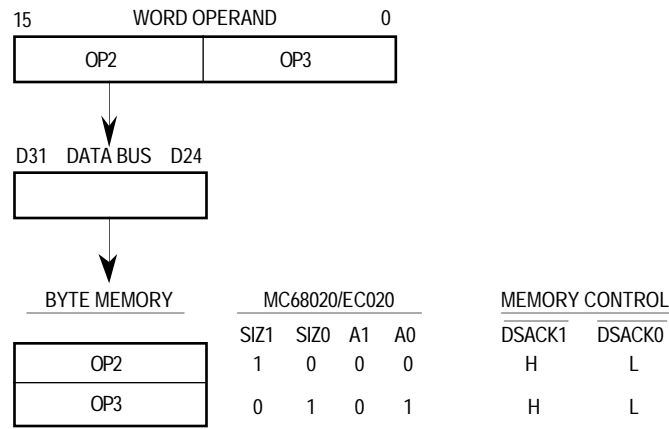 15 WORD OPERAND 0
OP2 OP3
D31 DATA BUS D24
BYTE MEMORY MC68020/EC020 MEMORY CONTROL
SIZ1 SIZ0 A1 A0 DSACK1 DSACK0
OP2 1 0 0 0 H L
OP3 0 1 0 1 H L